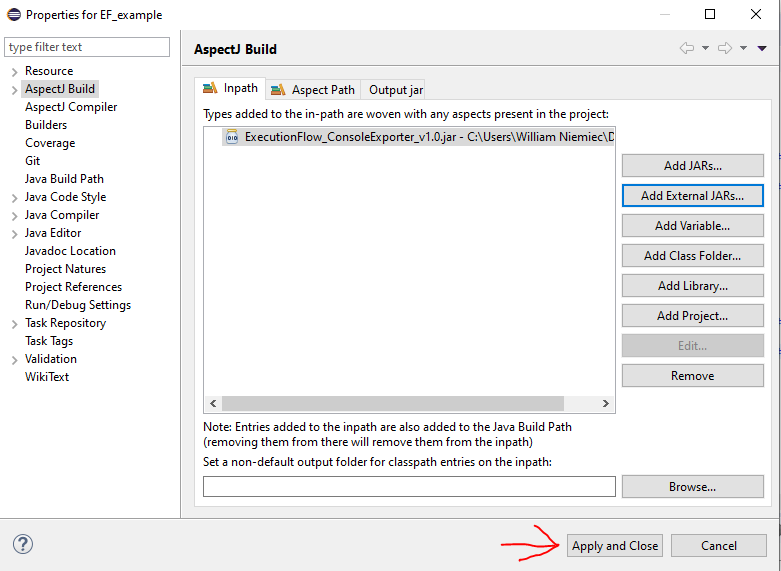 Properties for EF_example
type filter text
Resource
AspectJ Build
AspectJ Compiler
Builders
Coverage
Git
Java Build Path
Java Code Style
Java Compiler
Java Editor
Javadoc Location
Project Natures
Project References
Run/Debug Settings
Task Repository
Task Tags
Validation
WikiText
AspectJ Build
Inpath
Aspect Path
Output jar
Types added to the in-path are woven with any aspects present in the project:
ExecutionFlow_ConsoleExporter_v1.0.jar - C:\Users\William Niemiec\D
Add JARs...
Add External JARs...
Add Variable...
Add Class Folder...
Add Library...
Add Project...
Edit...
Remove
Note: Entries added to the inpath are also added to the Java Build Path
(removing them from there will remove them from the inpath)
Set a non-default output folder for classpath entries on the inpath:
Browse...
?
Apply and Close
Cancel